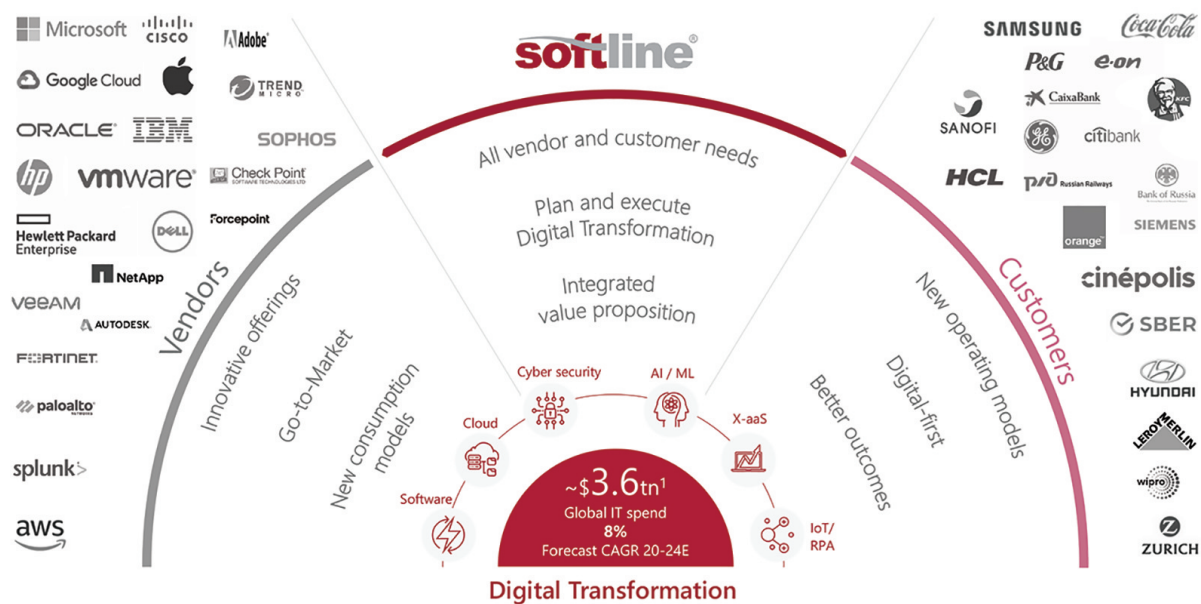 Microsoft
CISCO
Adobe®
Google Cloud
TREND
MICRO
ORACLE®
IBM
SOPHOS
hp
vmware®
Check Point®
SOFTWARE TECHNOLOGIES LTD
Hewlett Packard
Enterprise
DELL
Forcepoint
NetApp
veeAM
AUTODESK.
FORTINET
paloalto
NETWORKS
splunk>
aws
Vendors
Innovative offerings
Go-to-Market
New consumption
models
softline®
All vendor and customer needs
Plan and execute
Digital Transformation
Integrated
value proposition
Software
Cloud
Cyber security
AI / ML
X-aaS
IoT/
RPA
~$3.6tn¹
Global IT spend
8%
Forecast CAGR 20-24E
Digital Transformation
Better outcomes
Digital-first
New operating models
Customers
SAMSUNG
Coca-Cola
P&G
e·on
SANOFI
CaixaBank
KFC
GE
citibank
HCL
pжд Russian Railways
Bank of Russia
orange™
SIEMENS
cinépolis
SBER
HYUNDAI
LEROY MERLIN
wipro
Z
ZURICH